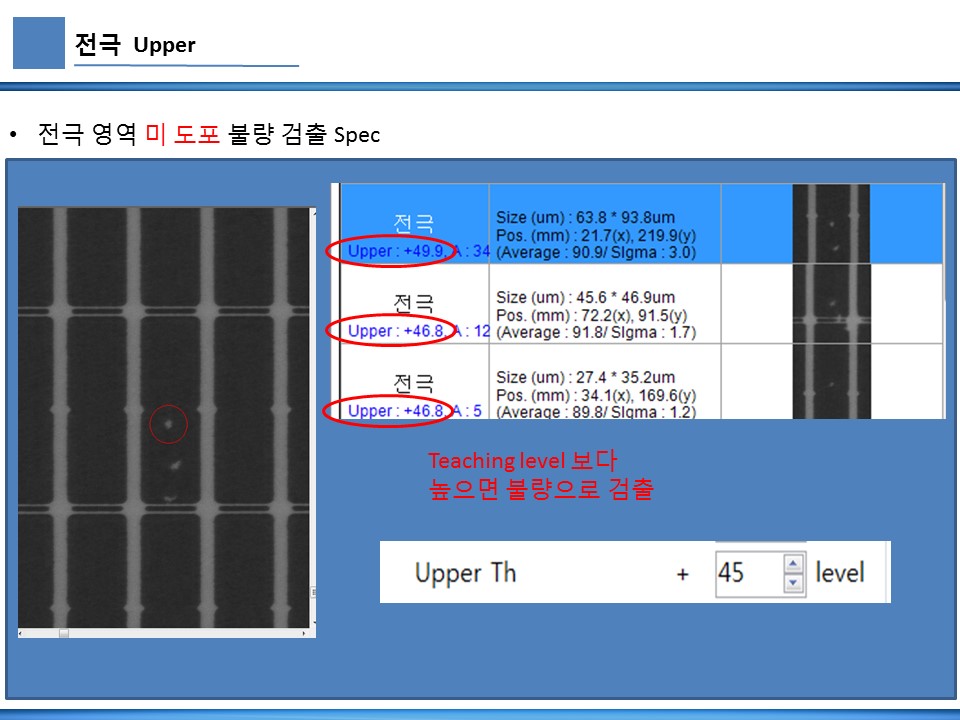 전극 Upper
• 전극 영역 미 도포 불량 검출 Spec
전극
Upper : +49.9, A : 34
Size (um) : 63.8 * 93.8um
Pos. (mm) : 21.7(x), 219.9(y)
(Average : 90.9/ SIgma : 3.0)
전극
Upper : +46.8, A : 12
Size (um) : 45.6 * 46.9um
Pos. (mm) : 72.2(x), 91.5(y)
(Average : 91.8/ SIgma : 1.7)
전극
Upper : +46.8, A : 5
Size (um) : 27.4 * 35.2um
Pos. (mm) : 34.1(x), 169.6(y)
(Average : 89.8/ SIgma : 1.2)
Teaching level 보다
높으면 불량으로 검출
Upper Th + 45 level